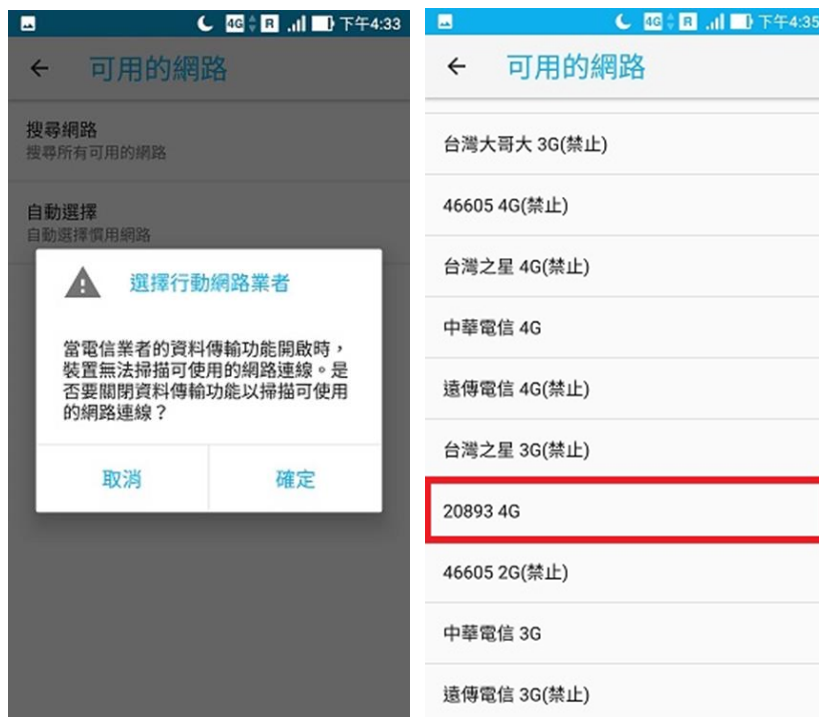 4G R 下午4:33
可用的網路
搜尋網路
搜尋所有可用的網路
自動選擇
自動選擇慣用網路
選擇行動網路業者
當電信業者的資料傳輸功能開啟時，
裝置無法掃描可使用的網路連線。是
否要關閉資料傳輸功能以掃描可使用
的網路連線？
取消
確定
4G R 下午4:35
可用的網路
台灣大哥大 3G(禁止)
46605 4G(禁止)
台灣之星 4G(禁止)
中華電信 4G
遠傳電信 4G(禁止)
台灣之星 3G(禁止)
20893 4G
46605 2G(禁止)
中華電信 3G
遠傳電信 3G(禁止)